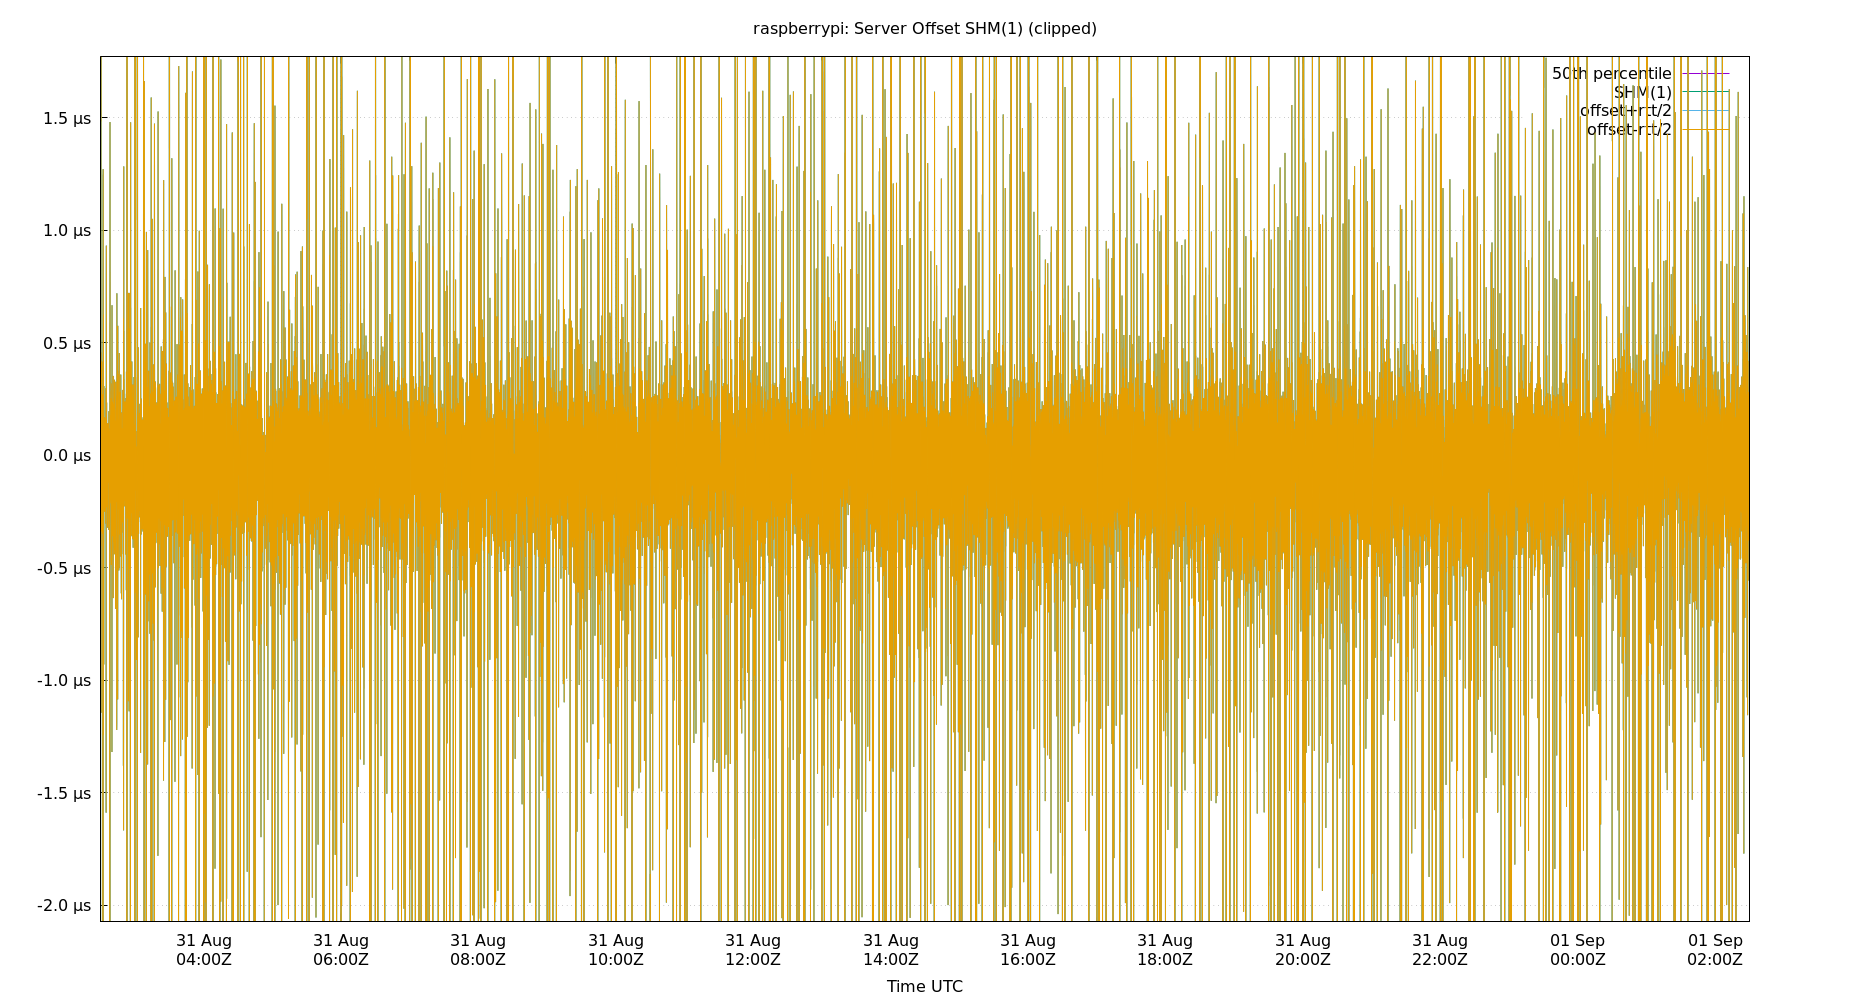 raspberrypi: Server Offset SHM(1) (clipped)
50th percentile
SHM(1)
offset+rtt/2
offset-rtt/2
1.5 µs
1.0 µs
0.5 µs
0.0 µs
-0.5 µs
-1.0 µs
-1.5 µs
-2.0 µs
31 Aug 31 Aug 31 Aug 31 Aug 31 Aug 31 Aug 31 Aug 31 Aug 31 Aug 31 Aug 01 Sep 01 Sep
04:00Z 06:00Z 08:00Z 10:00Z 12:00Z 14:00Z 16:00Z 18:00Z 20:00Z 22:00Z 00:00Z 02:00Z
Time UTC